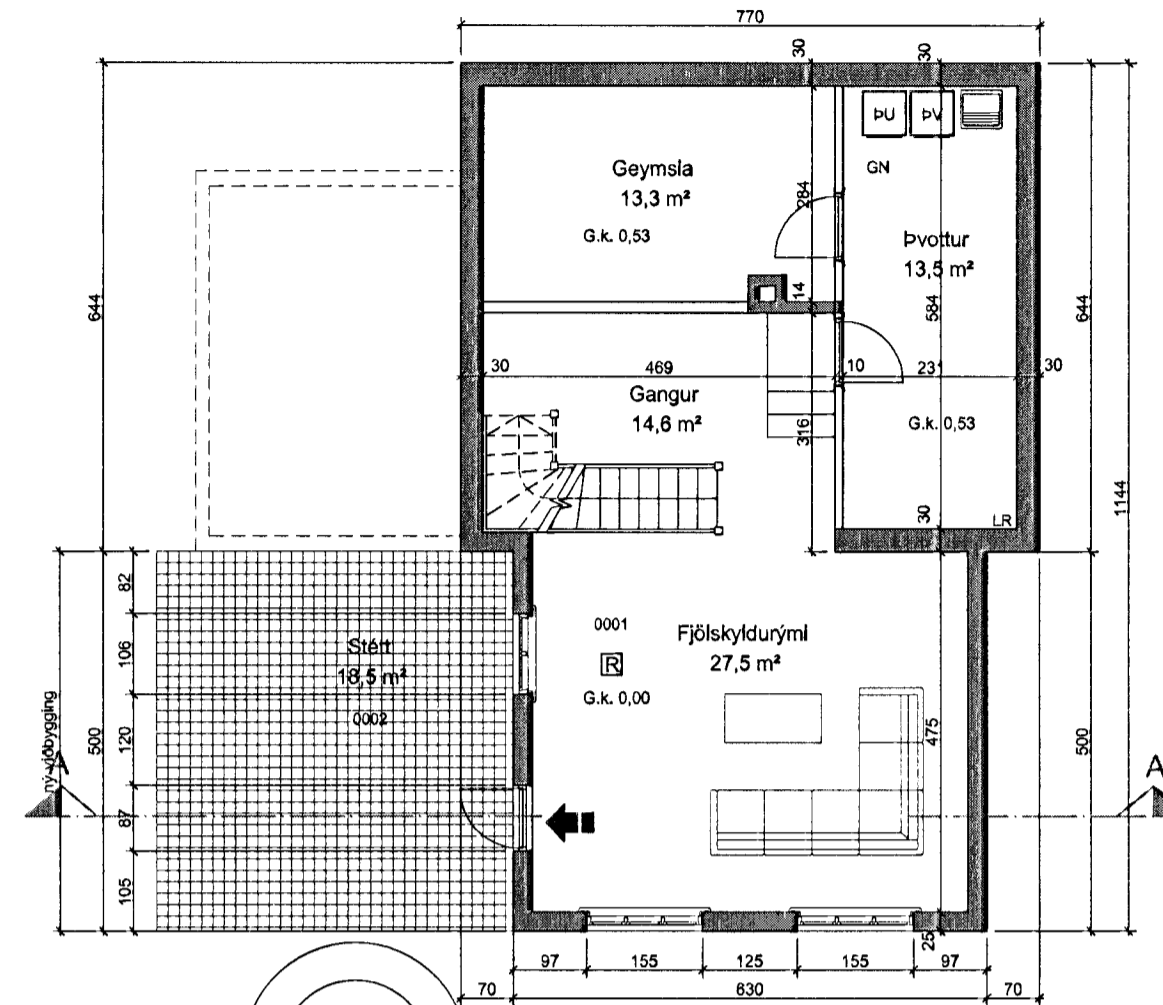 770
30
30
ÞU
ÞV
GN
Geymsla
13,3 m²
G.k. 0,53
284
Þvottur
13,5 m²
584
14
644
644
30
469
10
231
30
Gangur
14,6 m²
G.k. 0,53
316
30
LR
1144
82
106
120
87
105
500
ný viðbygging
Stétt
18,5 m²
0002
0001
R
G.k. 0,00
Fjölskyldurými
27,5 m²
475
500
A
A
25
97
155
125
155
97
70
630
70